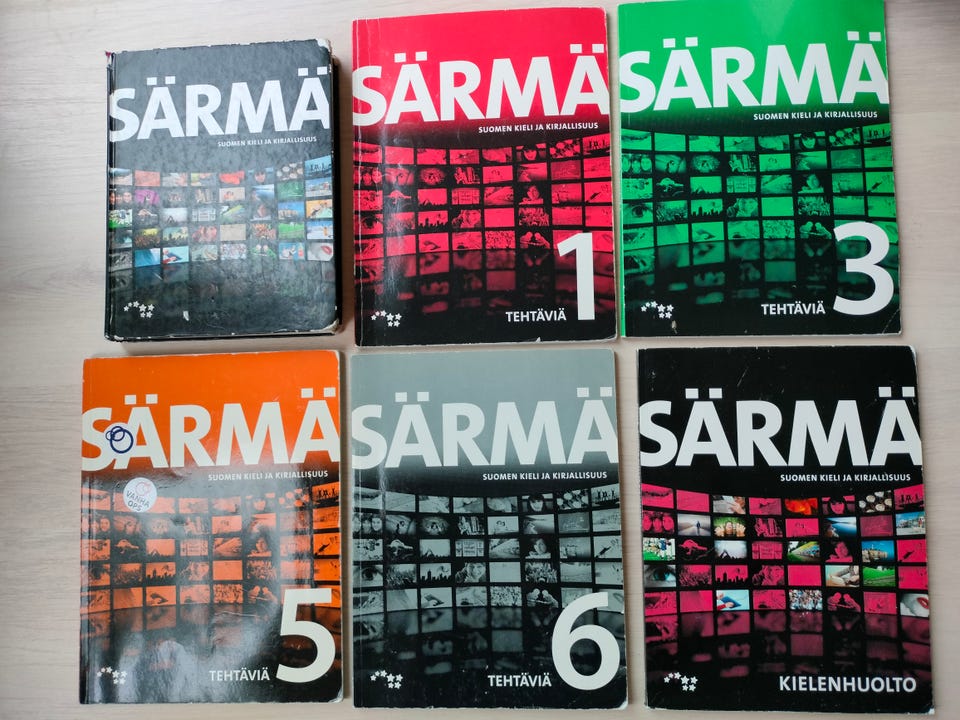 SÄRMÄ
SUOMEN KIELI JA KIRJALLISUUS
SÄRMÄ
SUOMEN KIELI JA KIRJALLISUUS
TEHTÄVIÄ 1
SÄRMÄ
SUOMEN KIELI JA KIRJALLISUUS
TEHTÄVIÄ 3
SÄRMÄ
SUOMEN KIELI JA KIRJALLISUUS
VANHA
OPS
TEHTÄVIÄ 5
SÄRMÄ
SUOMEN KIELI JA KIRJALLISUUS
TEHTÄVIÄ 6
SÄRMÄ
SUOMEN KIELI JA KIRJALLISUUS
KIELENHUOLTO